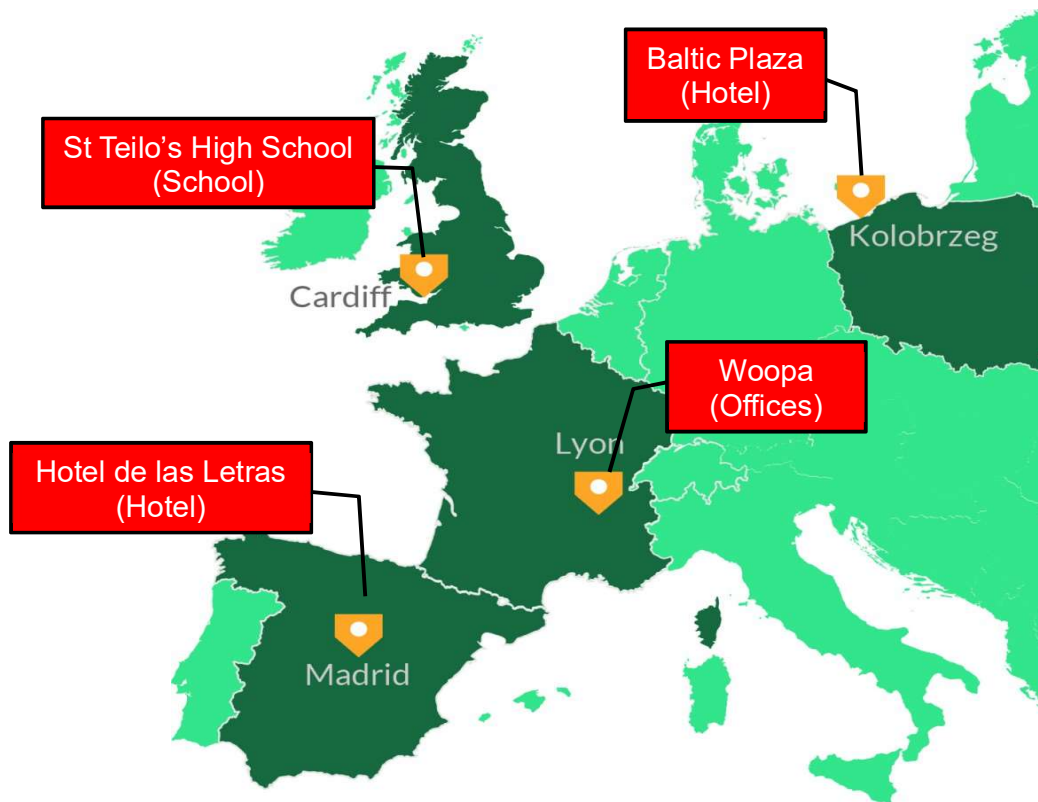 Baltic Plaza
(Hotel)
St Teilo’s High School
(School)
Kolobrzeg
Cardiff
Woopa
(Offices)
Lyon
Hotel de las Letras
(Hotel)
Madrid